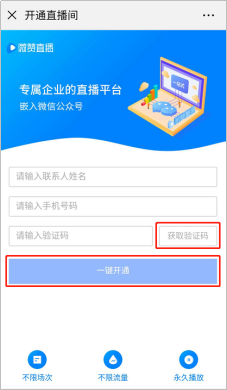 开通直播间
微赞直播
专属企业的直播平台
嵌入微信公众号
一键式
请输入联系人姓名
请输入手机号码
请输入验证码
获取验证码
一键开通
不限场次
不限流量
永久播放